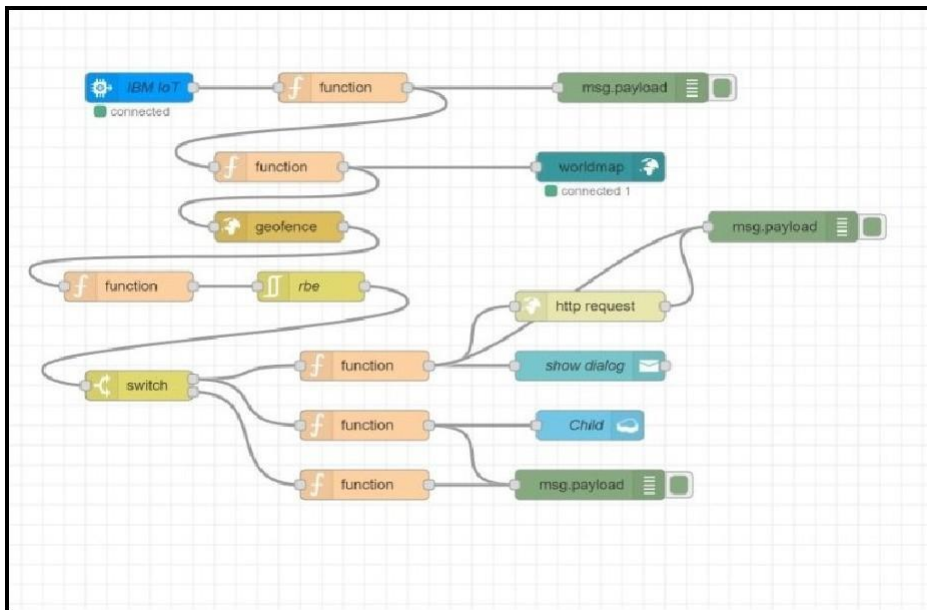 IBM IoT
function
msg.payload
connected
function
worldmap
connected 1
geofence
msg.payload
function
rbe
http request
function
show dialog
switch
function
Child
function
msg.payload